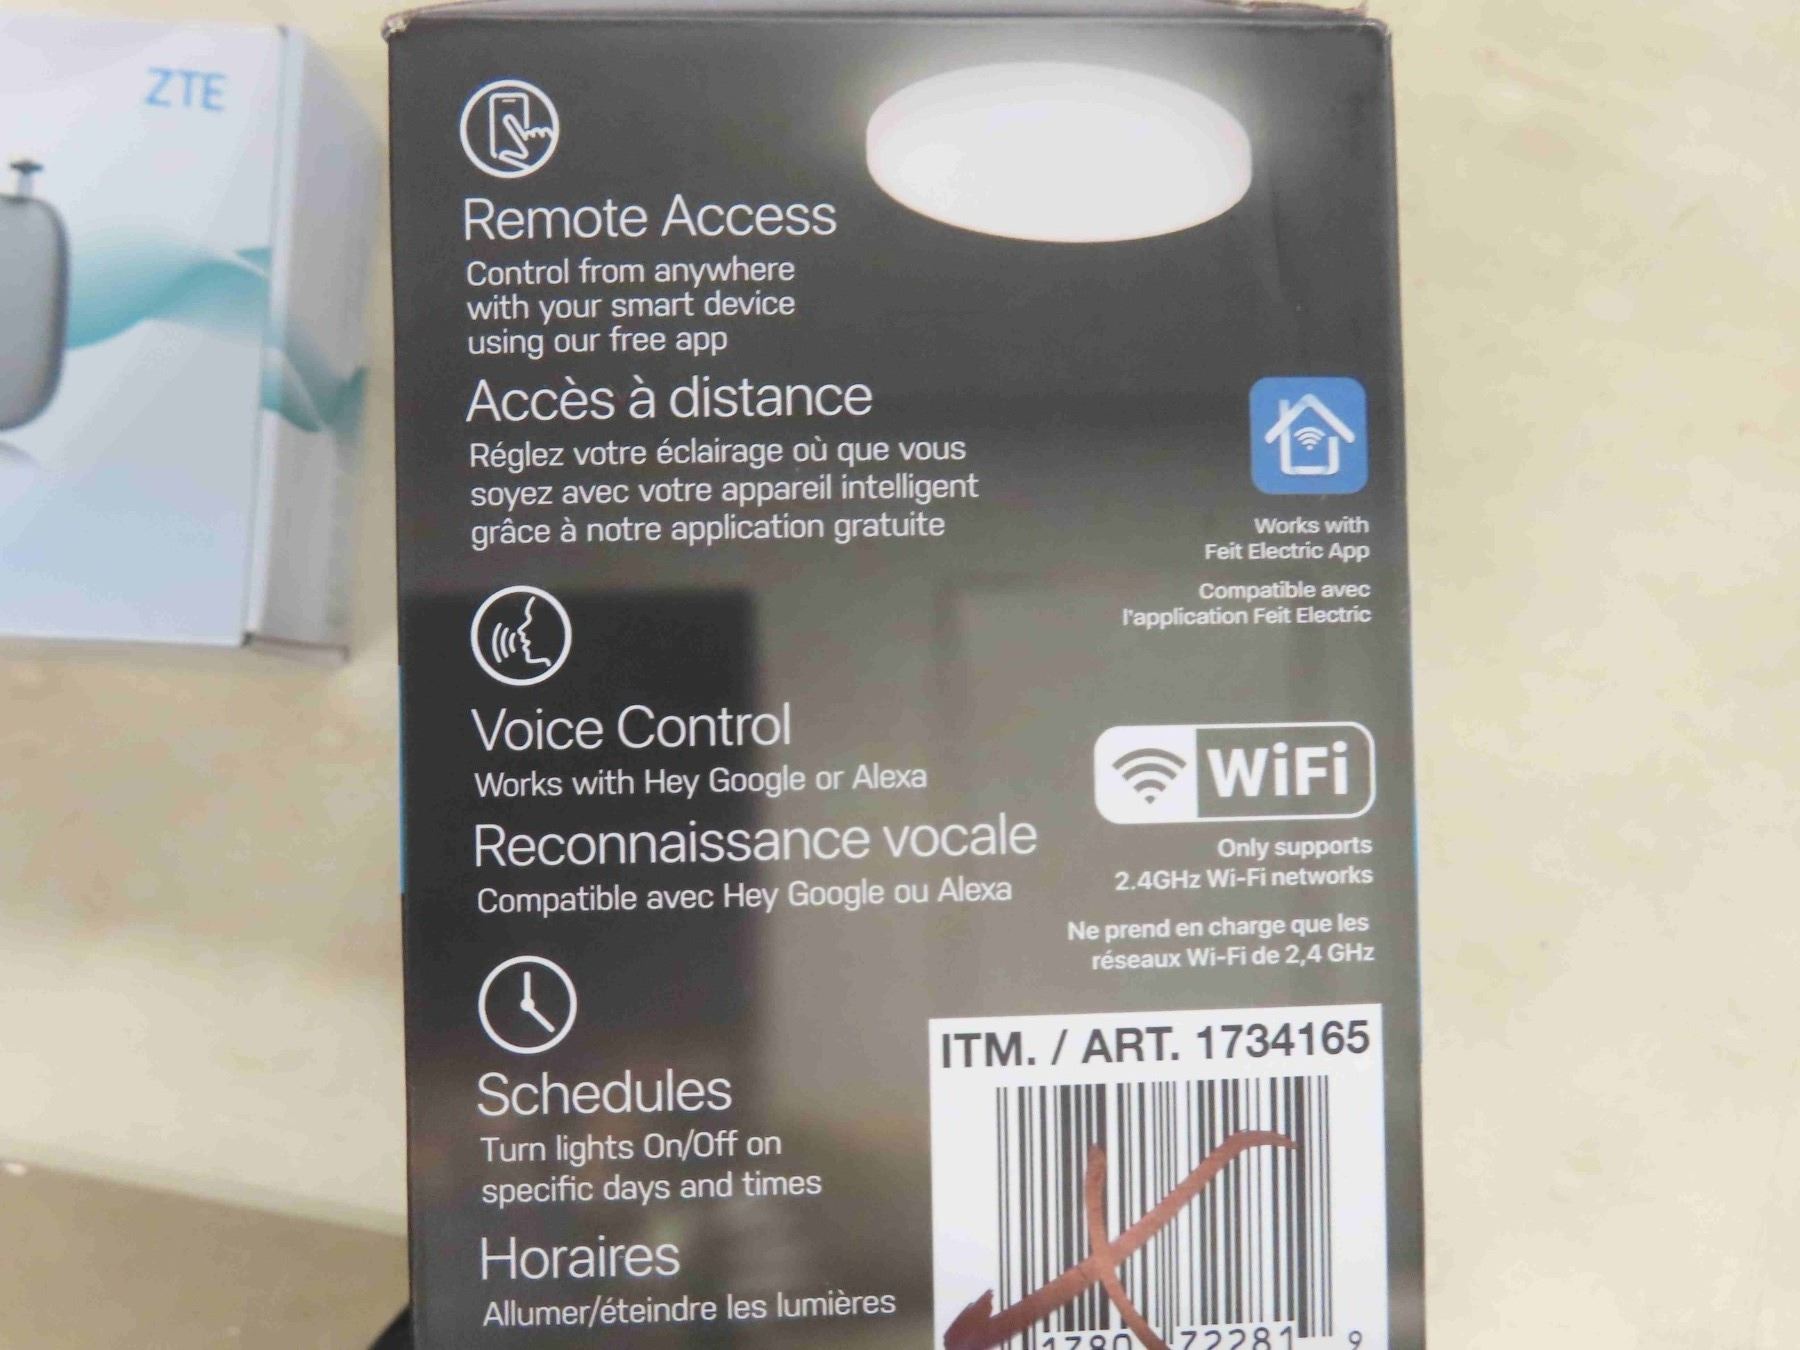 ZTE
Remote Access
Control from anywhere
with your smart device
using our free app
Accès à distance
Réglez votre éclairage où que vous
soyez avec votre appareil intelligent
grâce à notre application gratuite
Works with
Feit Electric App
Compatible avec
l'application Feit Electric
Voice Control
Works with Hey Google or Alexa
Reconnaissance vocale
Compatible avec Hey Google ou Alexa
WiFi
Only supports
2.4GHz Wi-Fi networks
Ne prend en charge que les
réseaux Wi-Fi de 2,4 GHz
Schedules
Turn lights On/Off on
specific days and times
Horaires
Allumer/éteindre les lumières
ITM. / ART. 1734165
72281 9